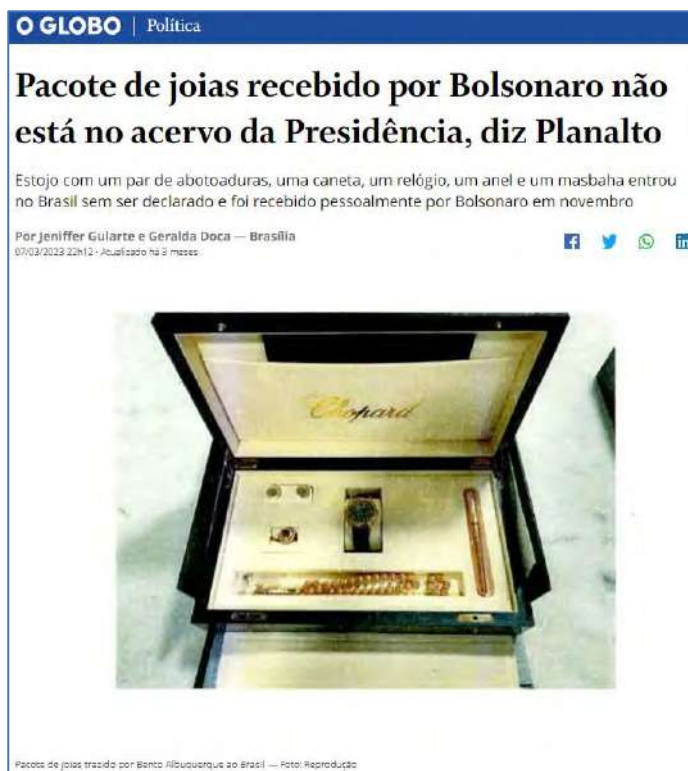 O GLOBO | Política
Pacote de joias recebido por Bolsonaro não
está no acervo da Presidência, diz Planalto
Estojo com um par de abotoaduras, uma caneta, um relógio, um anel e um masbaha entrou
no Brasil sem ser declarado e foi recebido pessoalmente por Bolsonaro em novembro
Por Jeniffer Gularte e Geralda Doca — Brasília
07/03/2023 22h12 · Atualizado há 3 meses
Chopard
Pacote de joias trazido por Bento Albuquerque ao Brasil — Foto: Reprodução